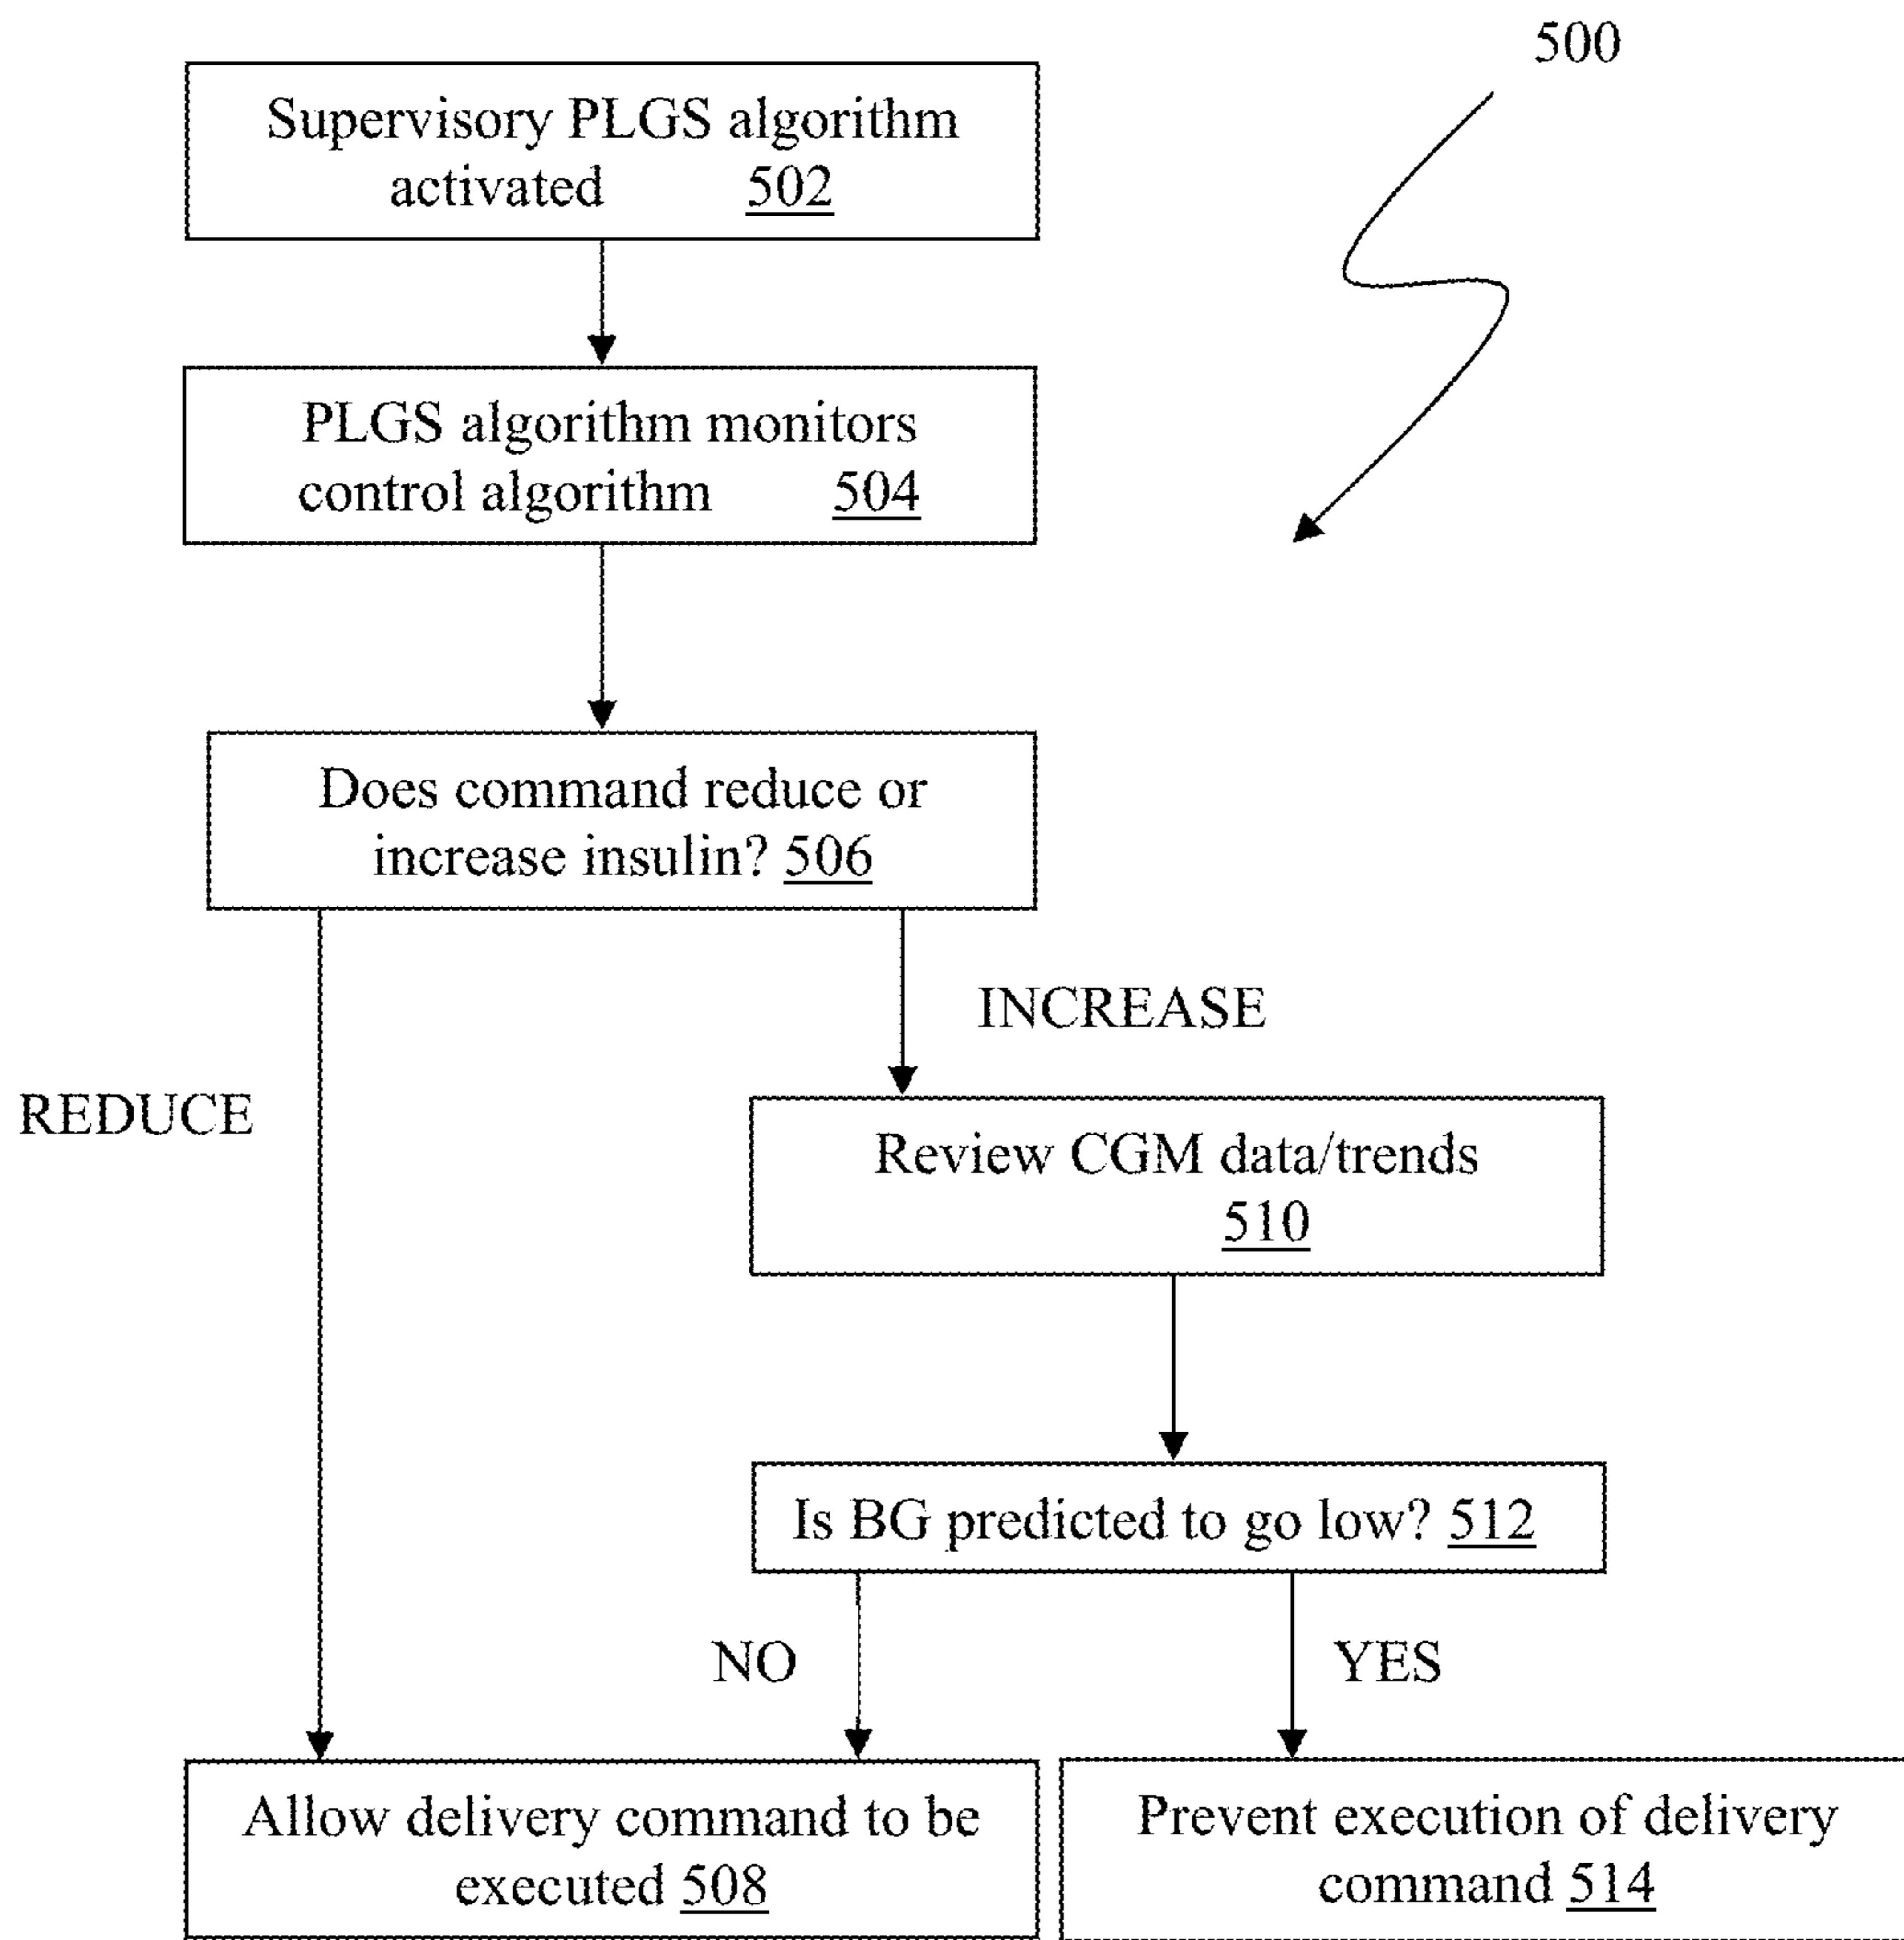 500
Supervisory PLGS algorithm
activated 502
PLGS algorithm monitors
control algorithm 504
Does command reduce or
increase insulin? 506
INCREASE
REDUCE
Review CGM data/trends
510
Is BG predicted to go low? 512
NO
YES
Allow delivery command to be
executed 508
Prevent execution of delivery
command 514